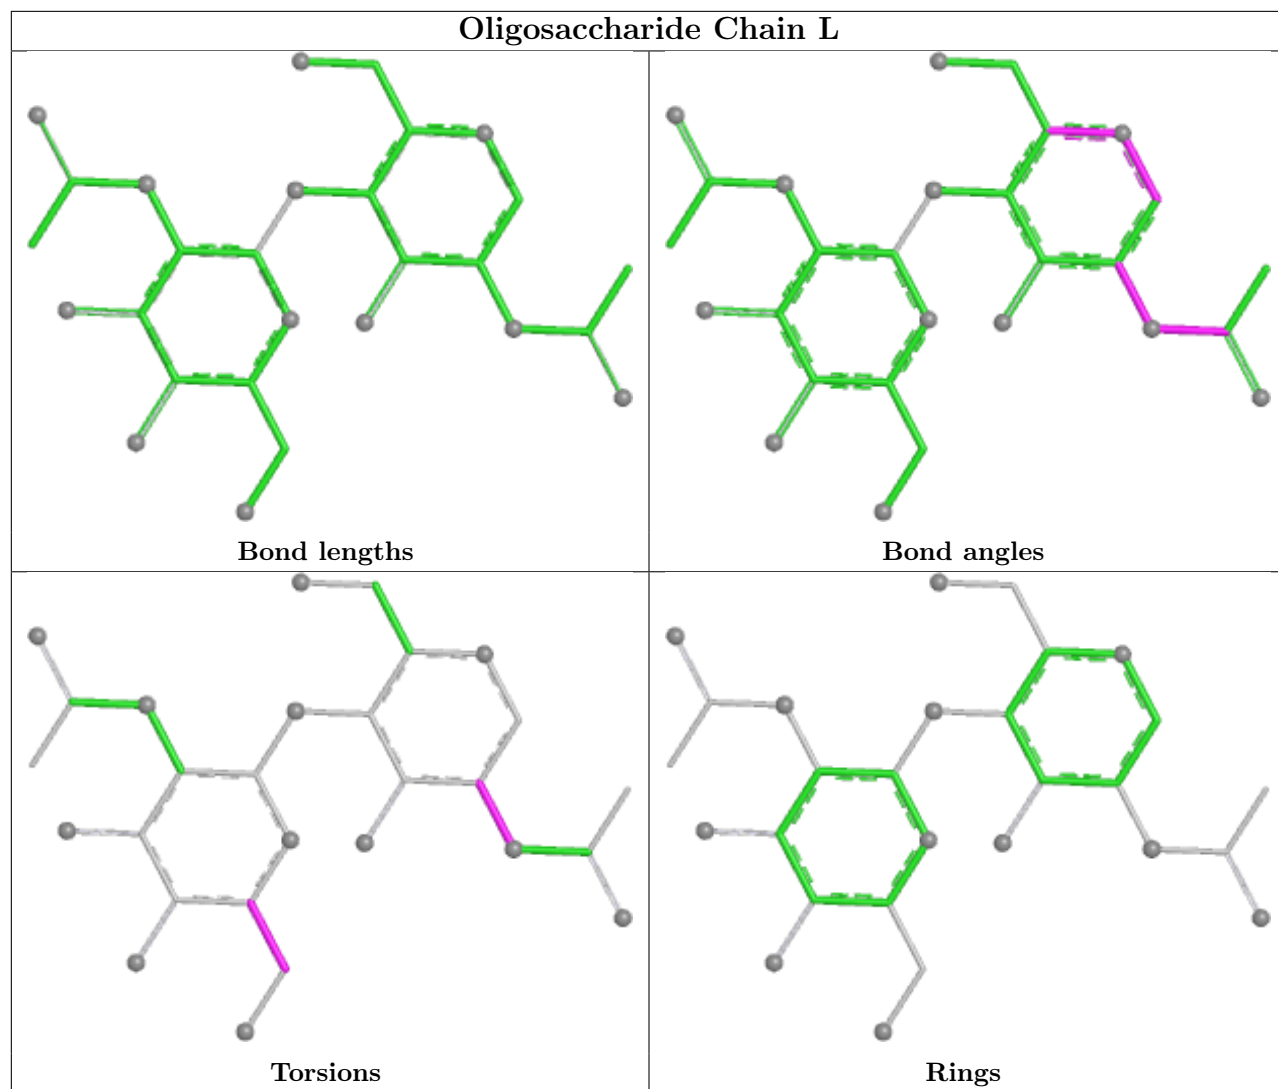 Oligosaccharide Chain L
Bond lengths
Bond angles
Torsions
Rings